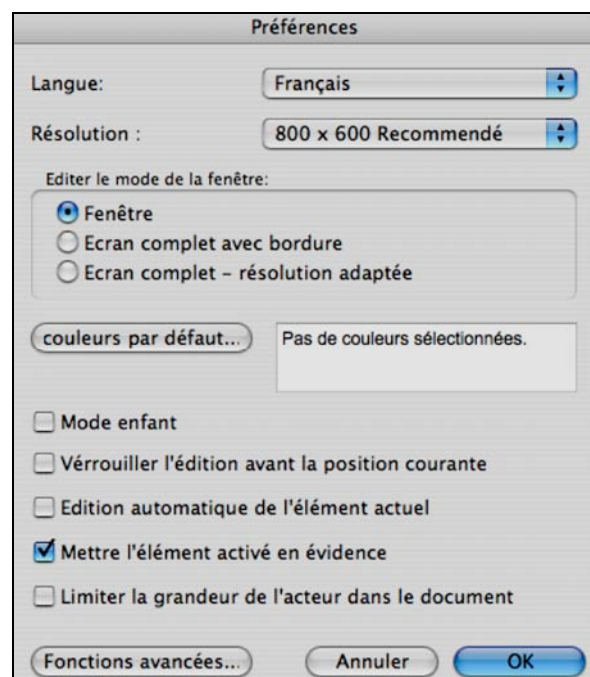 Préférences
Langue: Français
Résolution : 800 x 600 Recommendé
Editer le mode de la fenêtre:
Fenêtre
Ecran complet avec bordure
Ecran complet – résolution adaptée
couleurs par défaut... Pas de couleurs sélectionnées.
Mode enfant
Vérrouiller l'édition avant la position courante
Edition automatique de l'élément actuel
Mettre l'élément activé en évidence
Limiter la grandeur de l'acteur dans le document
Fonctions avancées... Annuler OK